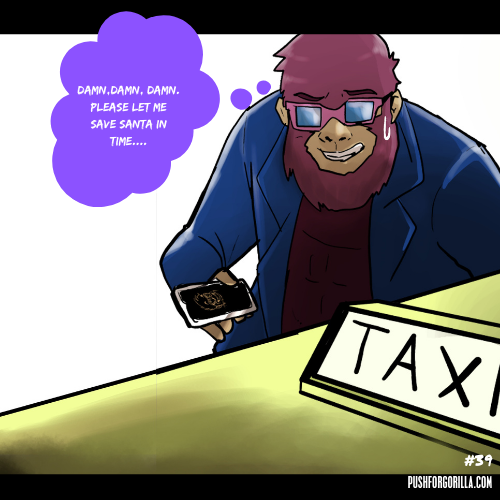 DAMN,DAMN, DAMN.
PLEASE LET ME
SAVE SANTA IN
TIME....
TAXI
#39
PUSHFORGORILLA.COM